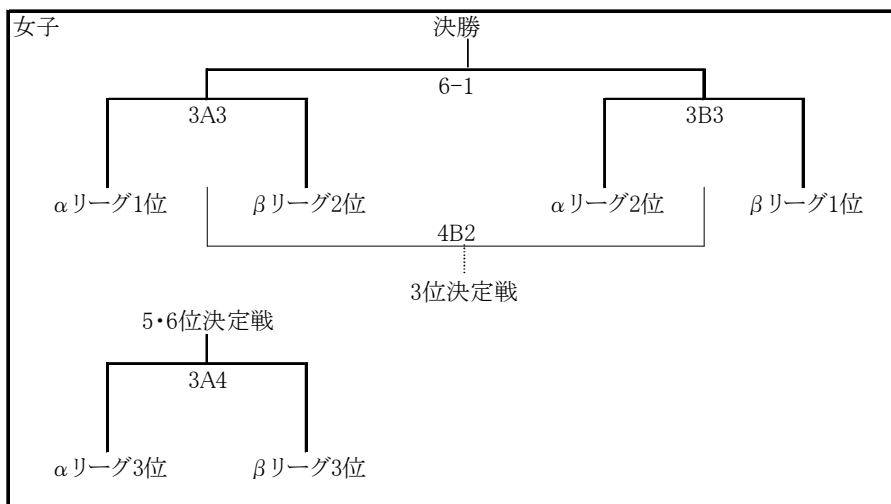 女子
決勝
6-1
3A3
3B3
αリーグ1位
βリーグ2位
αリーグ2位
βリーグ1位
4B2
3位決定戦
5・6位決定戦
3A4
αリーグ3位
βリーグ3位